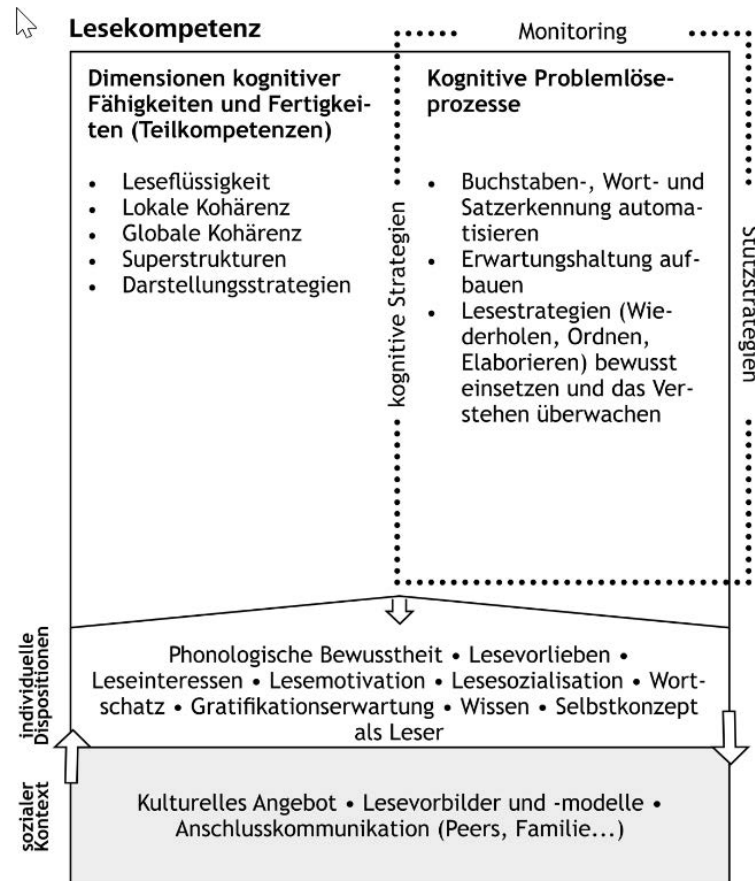 Lesekompetenz
Monitoring
Dimensionen kognitiver
Fähigkeiten und Fertigkei-
ten (Teilkompetenzen)
• Leseflüssigkeit
• Lokale Kohärenz
• Globale Kohärenz
• Superstrukturen
• Darstellungsstrategien
kognitive Strategien
Kognitive Problemlöse-
prozesse
• Buchstaben-, Wort- und
Satzerkennung automa-
tisieren
• Erwartungshaltung auf-
bauen
• Lesestrategien (Wie-
derholen, Ordnen,
Elaborieren) bewusst
einsetzen und das Ver-
stehen überwachen
Stützstrategien
individuelle
Dispositionen
Phonologische Bewusstheit • Lesevorlieben •
Leseinteressen • Lesemotivation • Lesesozialisation • Wort-
schatz • Gratifikationserwartung • Wissen • Selbstkonzept
als Leser
sozialer
Kontext
Kulturelles Angebot • Lesevorbilder und -modelle •
Anschlusskommunikation (Peers, Familie...)